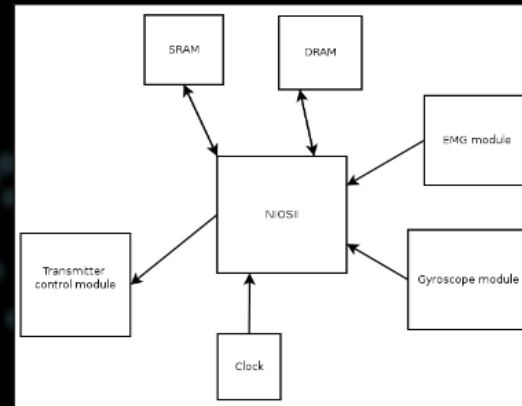 SRAM
DRAM
EMG module
NIOSII
Transmitter
control module
Gyroscope module
Clock